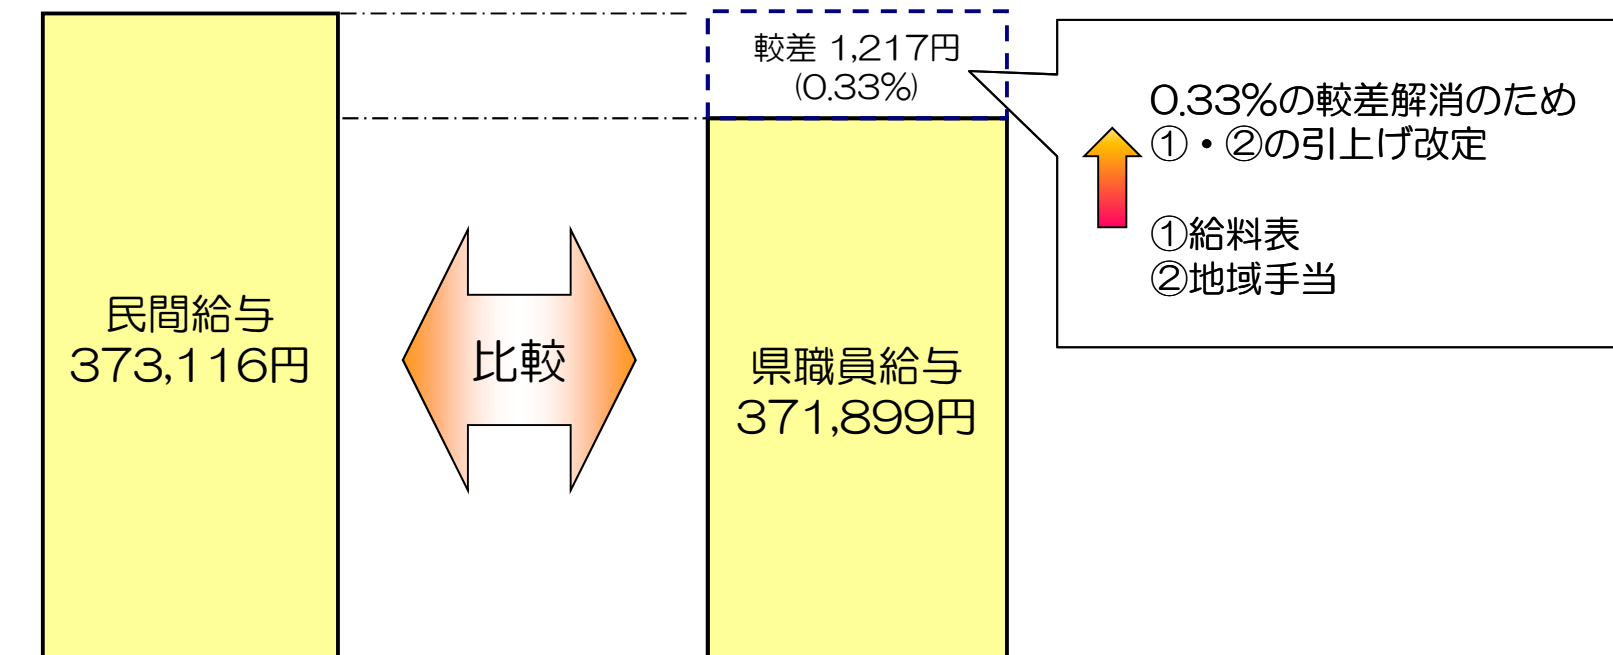 民間給与
373,116円
比較
較差 1,217円
(0.33%)
県職員給与
371,899円
0.33%の較差解消のため
①・②の引上げ改定
①給料表
②地域手当